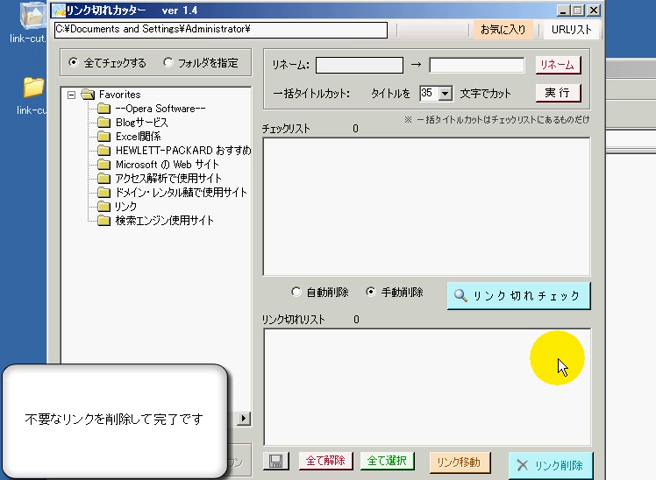 リンク切れカッター ver 1.4
C:¥Documents and Settings¥Administrator¥
お気に入り
URLリスト
link-cut.
link-cu
全てチェックする
フォルダを指定
Favorites
--Opera Software--
Blogサービス
Excel関係
HEWLETT-PACKARD おすすめ
Microsoft の Web サイト
アクセス解析で使用サイト
ドメイン・レンタル鯖で使用サイト
リンク
検索エンジン使用サイト
リネーム:
→
リネーム
一括タイトルカット: タイトルを 35 文字でカット
実 行
※ 一括タイトルカットはチェックリストにあるものだけ
チェックリスト 0
自動削除
手動削除
リンク切れチェック
リンク切れリスト 0
不要なリンクを削除して完了です
全て解除
全て選択
リンク移動
リンク削除